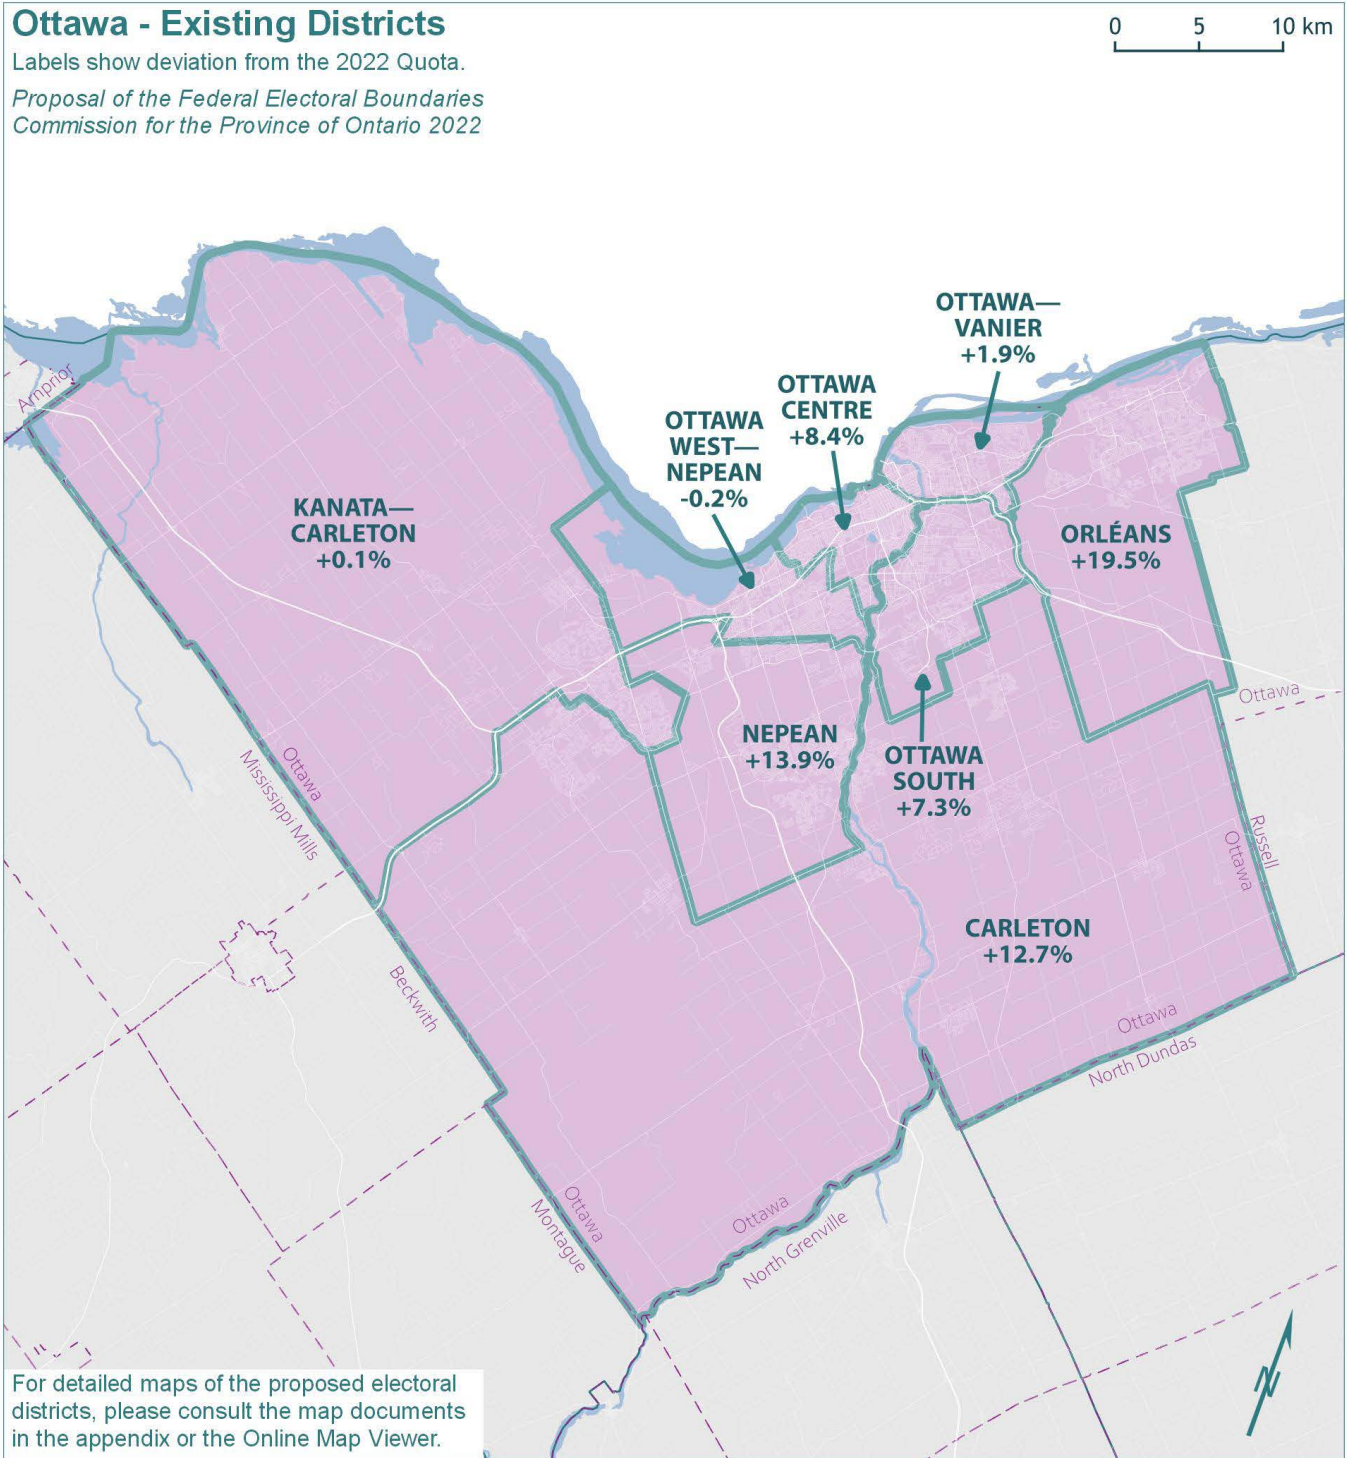 Ottawa - Existing Districts
Labels show deviation from the 2022 Quota.
Proposal of the Federal Electoral Boundaries
Commission for the Province of Ontario 2022
0 5 10 km
OTTAWA—
VANIER
+1.9%
OTTAWA
CENTRE
+8.4%
OTTAWA
WEST—
NEPEAN
-0.2%
Arnprior
KANATA—
CARLETON
+0.1%
ORLÉANS
+19.5%
NEPEAN
+13.9%
OTTAWA
SOUTH
+7.3%
Ottawa
Ottawa
Mississippi Mills
Russell
Ottawa
CARLETON
+12.7%
Beckwith
Ottawa
North Dundas
Ottawa
Montague
Ottawa
North Grenville
N
For detailed maps of the proposed electoral
districts, please consult the map documents
in the appendix or the Online Map Viewer.